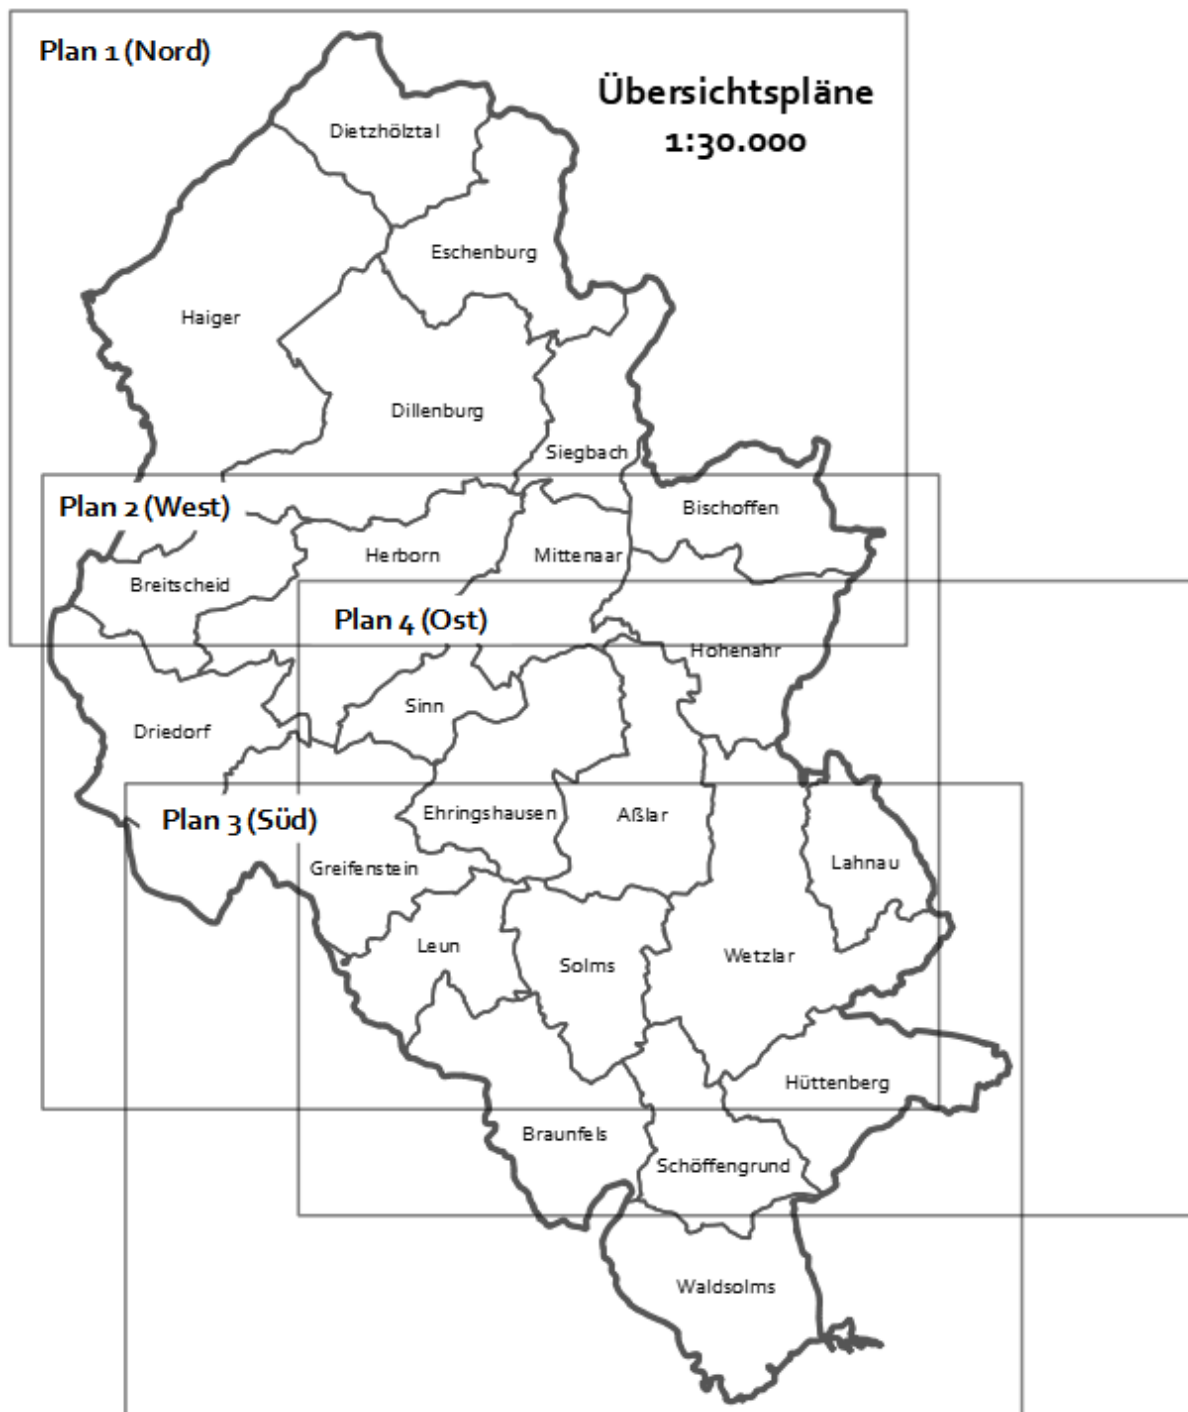 Plan 1 (Nord)
Übersichtspläne
1:30.000
Dietzhölztal
Eschenburg
Haiger
Dillenburg
Siegbach
Plan 2 (West)
Bischoffen
Herborn
Mittenaar
Breitscheid
Plan 4 (Ost)
Hohenahr
Sinn
Driedorf
Plan 3 (Süd)
Ehringshausen
Aßlar
Lahnau
Greifenstein
Leun
Solms
Wetzlar
Hüttenberg
Braunfels
Schöffengrund
Waldsolms